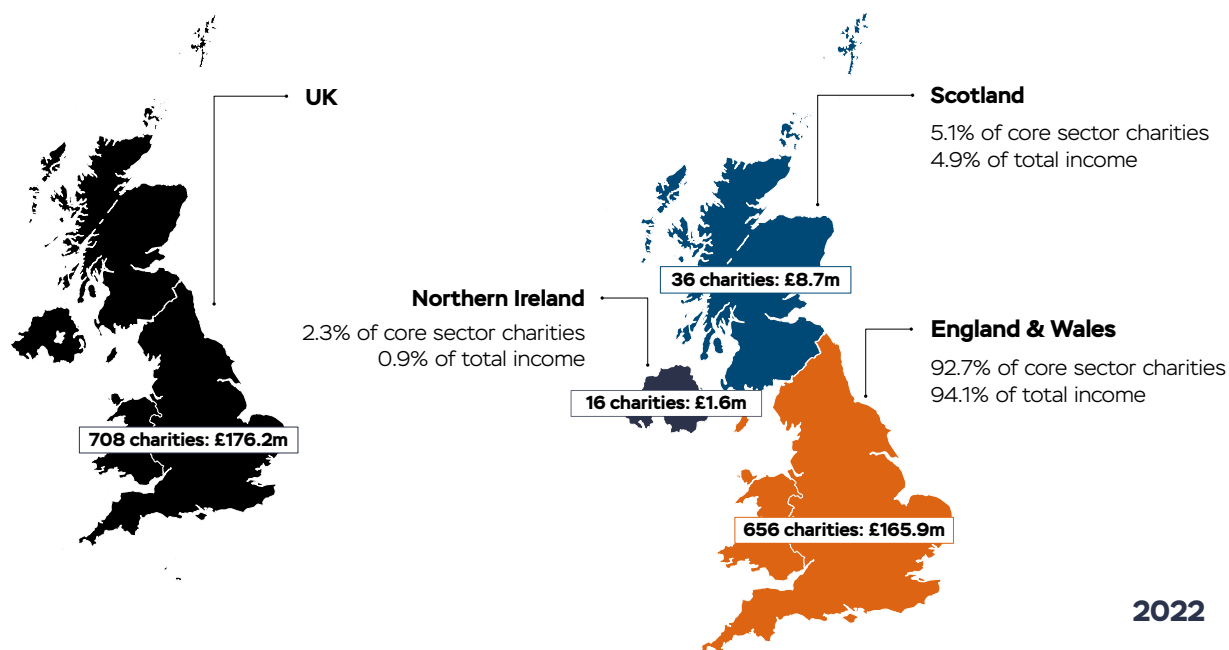 UK
708 charities: £176.2m
Scotland
5.1% of core sector charities
4.9% of total income
36 charities: £8.7m
Northern Ireland
2.3% of core sector charities
0.9% of total income
16 charities: £1.6m
England & Wales
92.7% of core sector charities
94.1% of total income
656 charities: £165.9m
2022